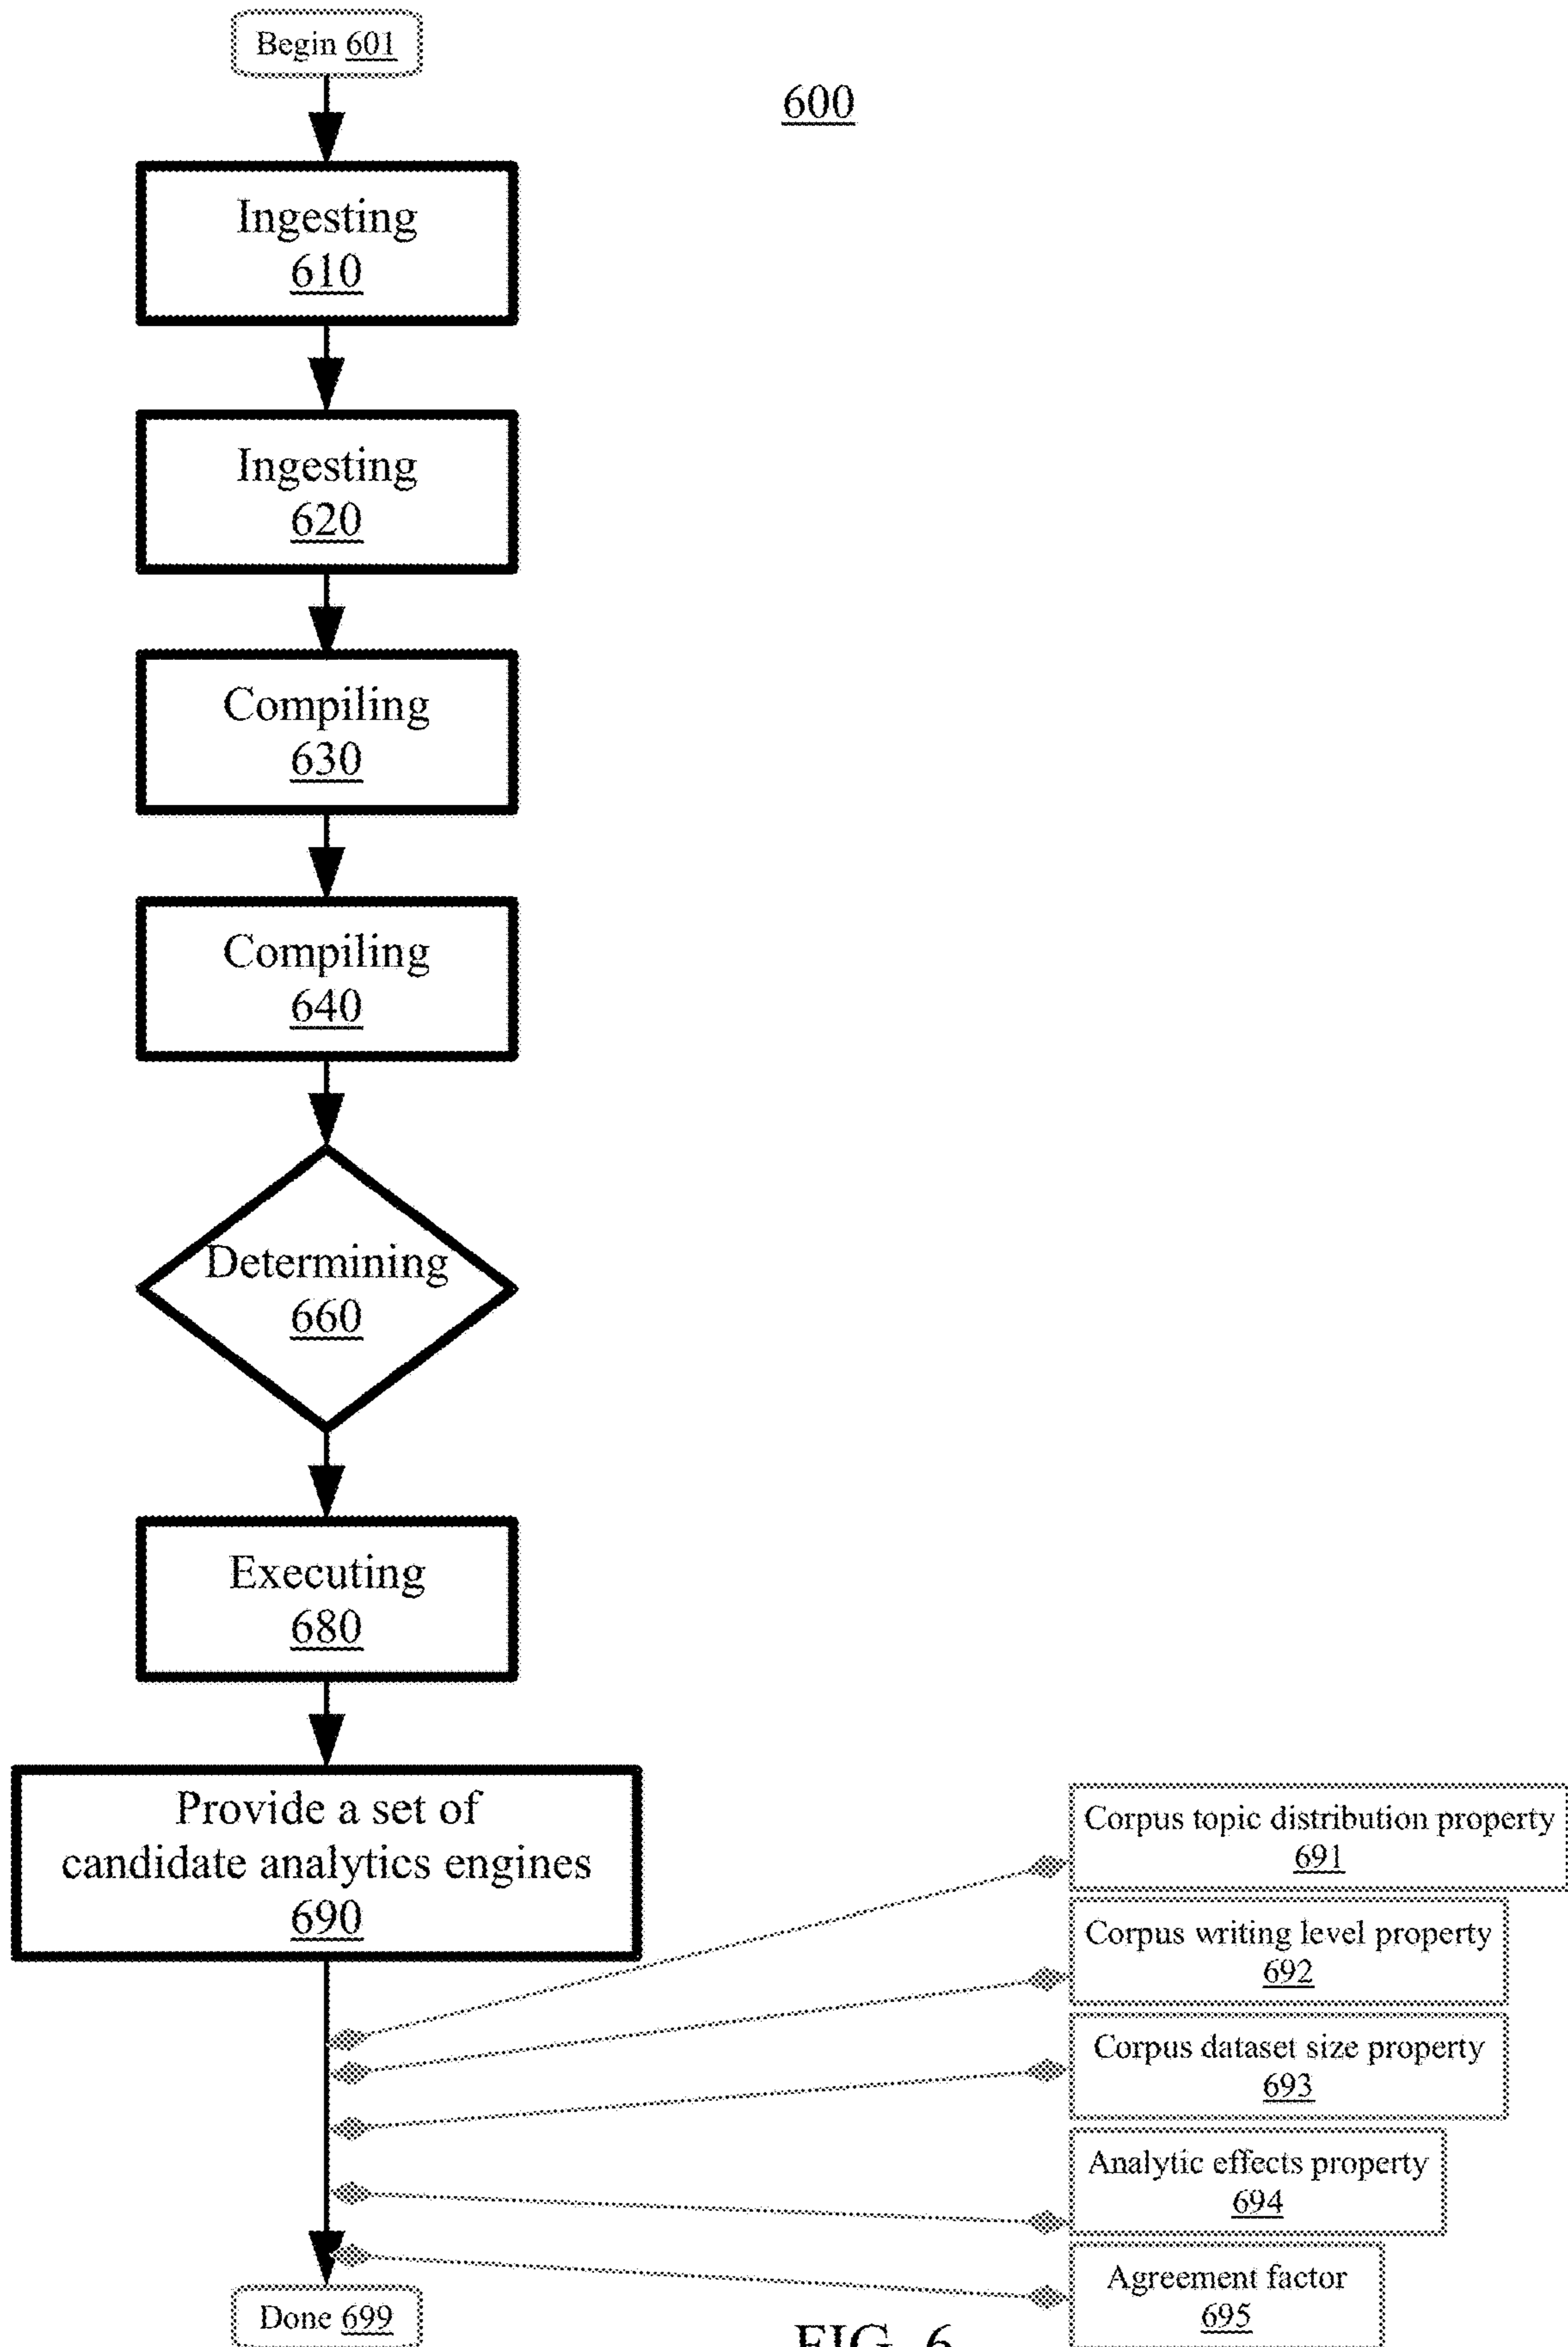 Begin 601
600
Ingesting
610
Ingesting
620
Compiling
630
Compiling
640
Determining
660
Executing
680
Provide a set of
candidate analytics engines
690
Corpus topic distribution property
691
Corpus writing level property
692
Corpus dataset size property
693
Analytic effects property
694
Agreement factor
695
Done 699
FIG. 6